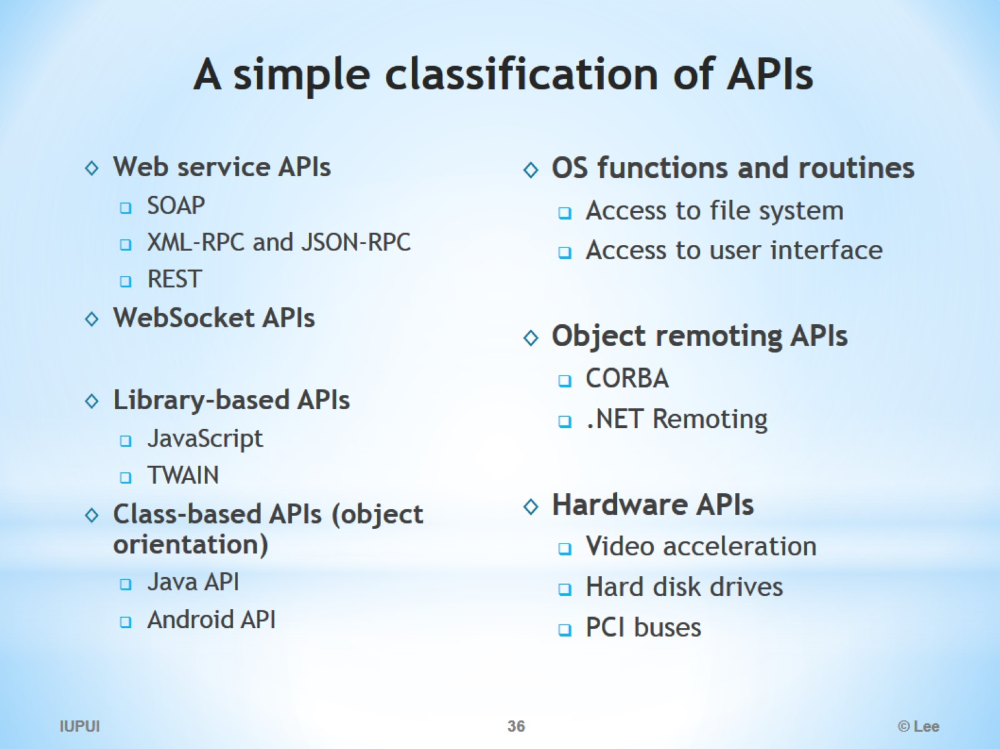 A simple classification of APIs
◇ Web service APIs
❑ SOAP
❑ XML-RPC and JSON-RPC
❑ REST
◇ WebSocket APIs
◇ Library-based APIs
❑ JavaScript
❑ TWAIN
◇ Class-based APIs (object
orientation)
❑ Java API
❑ Android API
◇ OS functions and routines
❑ Access to file system
❑ Access to user interface
◇ Object remoting APIs
❑ CORBA
❑ .NET Remoting
◇ Hardware APIs
❑ Video acceleration
❑ Hard disk drives
❑ PCI buses
IUPUI
36
© Lee